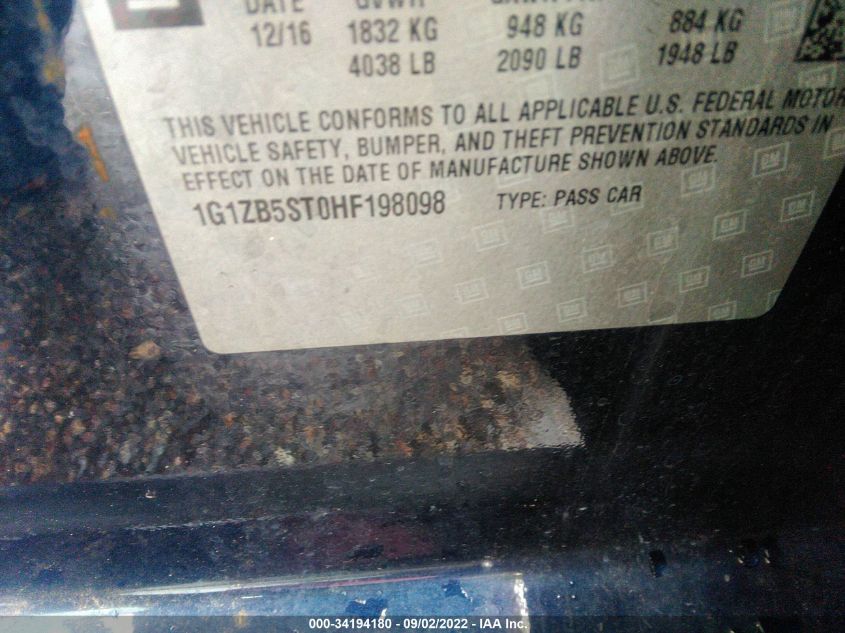 DATE GVWR
12/16 1832 KG 948 KG 884 KG
4038 LB 2090 LB 1948 LB
THIS VEHICLE CONFORMS TO ALL APPLICABLE U.S. FEDERAL MOTOR
VEHICLE SAFETY, BUMPER, AND THEFT PREVENTION STANDARDS IN
EFFECT ON THE DATE OF MANUFACTURE SHOWN ABOVE.
1G1ZB5ST0HF198098 TYPE: PASS CAR
000-34194180 - 09/02/2022 - IAA Inc.